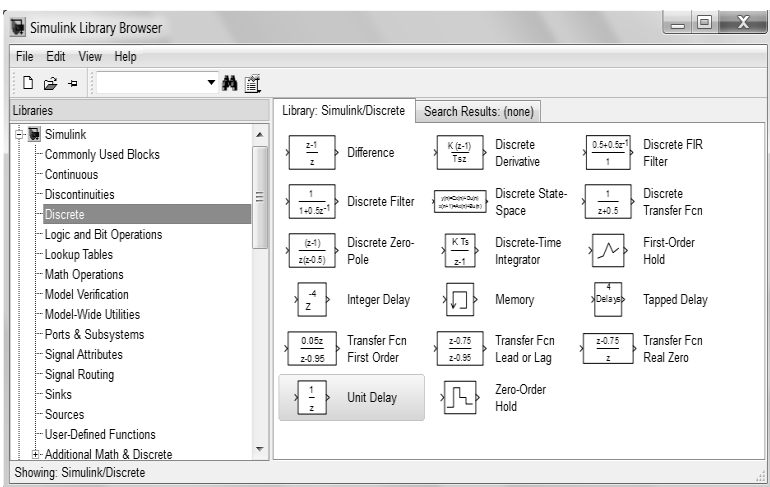 Simulink Library Browser
File Edit View Help
Libraries
Library: Simulink/Discrete Search Results: (none)
Simulink
Commonly Used Blocks
Continuous
Discontinuities
Discrete
Logic and Bit Operations
Lookup Tables
Math Operations
Model Verification
Model-Wide Utilities
Ports & Subsystems
Signal Attributes
Signal Routing
Sinks
Sources
User-Defined Functions
Additional Math & Discrete
z-1
z
Difference
K (z-1)
Tsz
Discrete
Derivative
0.5+0.5z-1
1
Discrete FIR
Filter
1
1+0.5z-1
Discrete Filter
y(n)=Cx(n)+Du(n)
x(n+1)=Ax(n)+Bu(n)
Discrete State-
Space
1
z+0.5
Discrete
Transfer Fcn
(z-1)
z(z-0.5)
Discrete Zero-
Pole
K Ts
z-1
Discrete-Time
Integrator
First-Order
Hold
-4
Z
Integer Delay
Memory
4
Delays
Tapped Delay
0.05z
z-0.95
Transfer Fcn
First Order
z-0.75
z-0.95
Transfer Fcn
Lead or Lag
z-0.75
z
Transfer Fcn
Real Zero
1
z
Unit Delay
Zero-Order
Hold
Showing: Simulink/Discrete